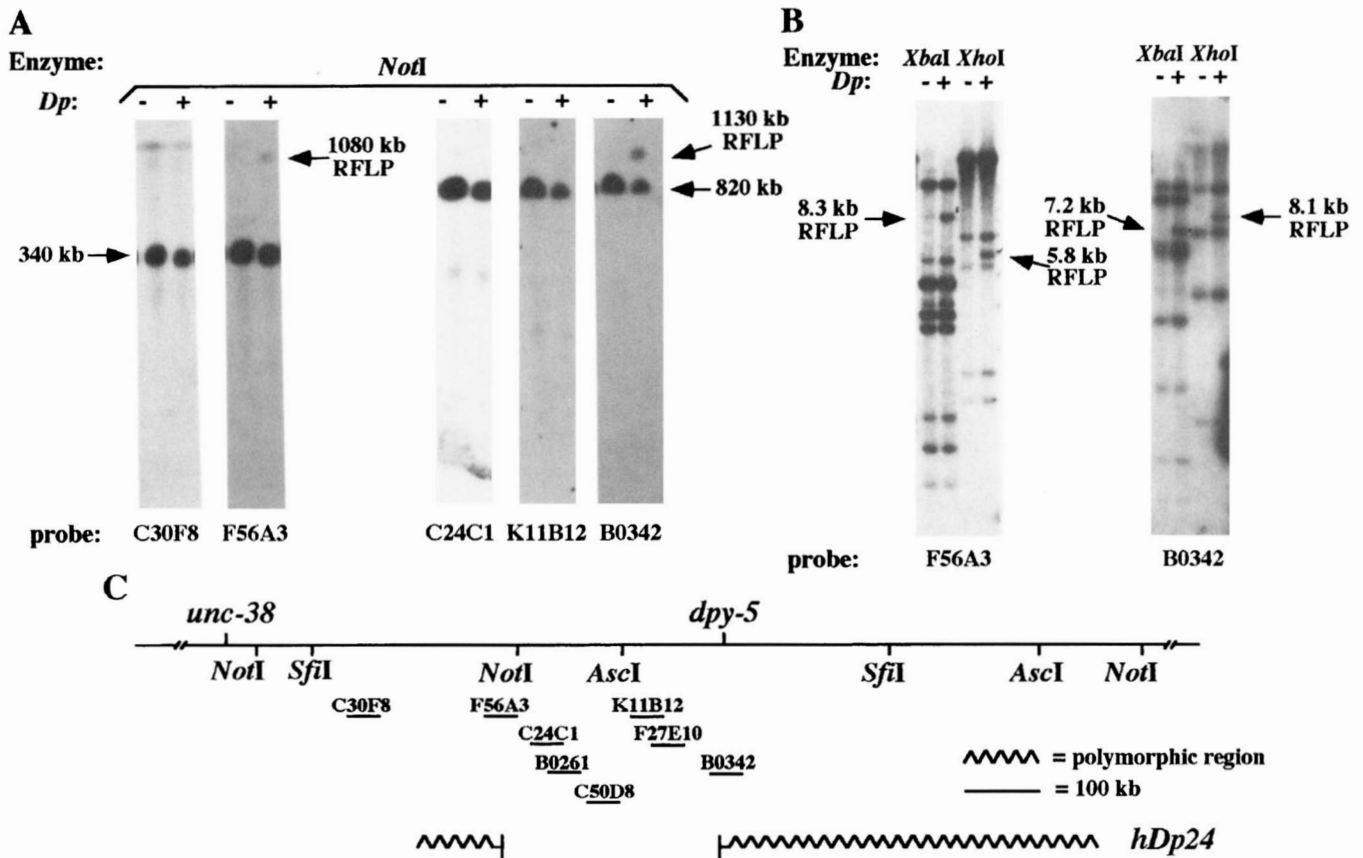 A
Enzyme:
NotI
Dp:
- + - + - + - + - +
1080 kb
RFLP
1130 kb
RFLP
820 kb
340 kb
probe: C30F8 F56A3 C24C1 K11B12 B0342
B
Enzyme: XbaI XhoI XbaI XhoI
Dp: - + - + - + - +
8.3 kb
RFLP
5.8 kb
RFLP
7.2 kb
RFLP
8.1 kb
RFLP
probe: F56A3 B0342
C
unc-38 dpy-5
NotI SfiI NotI AscI SfiI AscI NotI
C30F8 F56A3 K11B12
C24C1 F27E10
B0261 B0342
C50D8
= polymorphic region
= 100 kb
hDp24